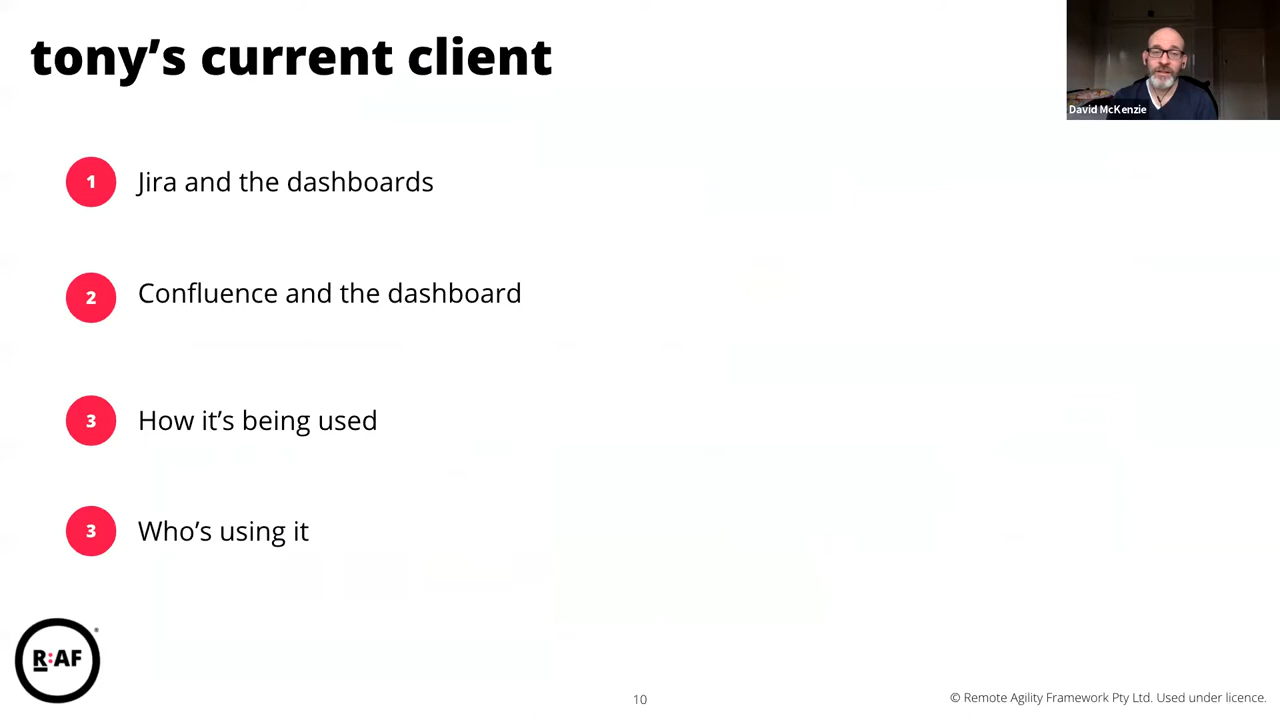 tony's current client
David McKenzie
1 Jira and the dashboards
2 Confluence and the dashboard
3 How it's being used
3 Who's using it
R:AF
®
10
© Remote Agility Framework Pty Ltd. Used under licence.